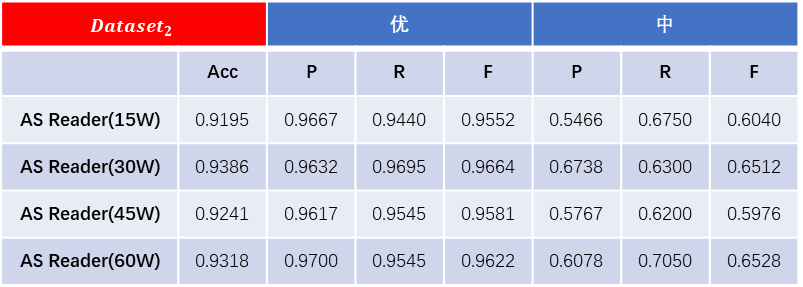 Dataset₂ 优 中
Acc P R F P R F
AS Reader(15W) 0.9195 0.9667 0.9440 0.9552 0.5466 0.6750 0.6040
AS Reader(30W) 0.9386 0.9632 0.9695 0.9664 0.6738 0.6300 0.6512
AS Reader(45W) 0.9241 0.9617 0.9545 0.9581 0.5767 0.6200 0.5976
AS Reader(60W) 0.9318 0.9700 0.9545 0.9622 0.6078 0.7050 0.6528